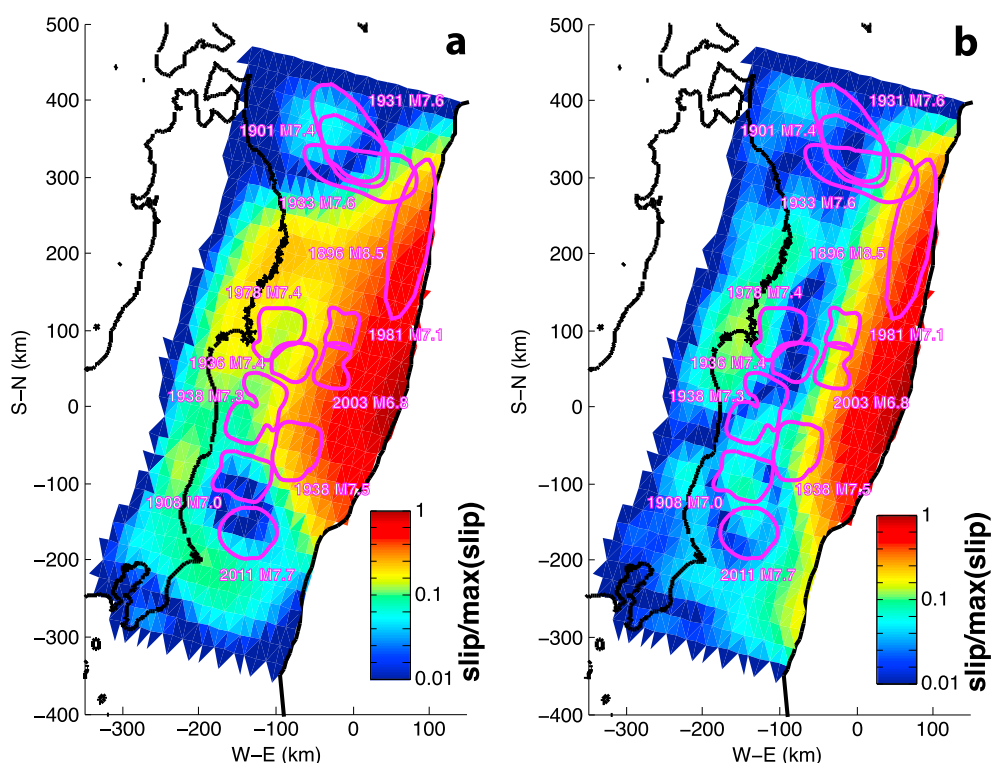 a
500
400
300
200
100
0
−100
−200
−300
−400
S−N (km)
−300
−200
−100
0
100
W−E (km)
1931 M7.6
1901 M7.4
1933 M7.6
1896 M8.5
1978 M7.4
1981 M7.1
1936 M7.4
1938 M7.3
2003 M6.8
1938 M7.5
1908 M7.0
2011 M7.7
1
0.1
0.01
slip/max(slip)
b
500
400
300
200
100
0
−100
−200
−300
−400
S−N (km)
−300
−200
−100
0
100
W−E (km)
1931 M7.6
1901 M7.4
1933 M7.6
1896 M8.5
1978 M7.4
1981 M7.1
1936 M7.4
1938 M7.3
2003 M6.8
1938 M7.5
1908 M7.0
2011 M7.7
1
0.1
0.01
slip/max(slip)